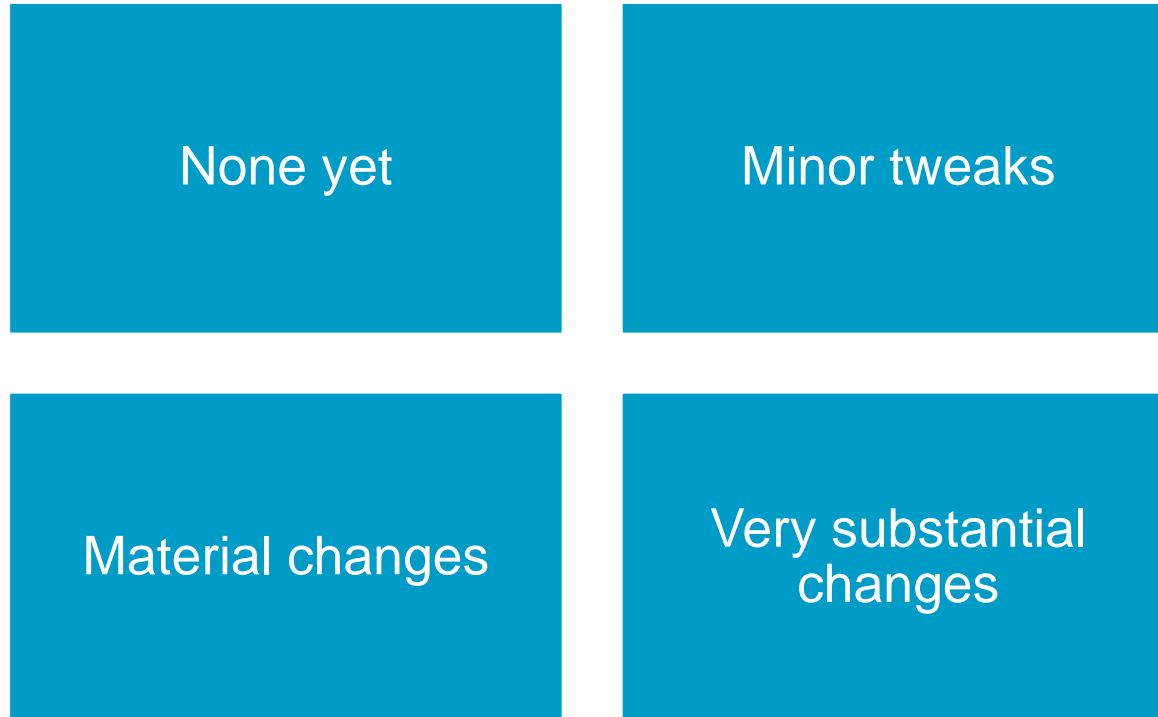 None yet
Minor tweaks
Material changes
Very substantial
changes